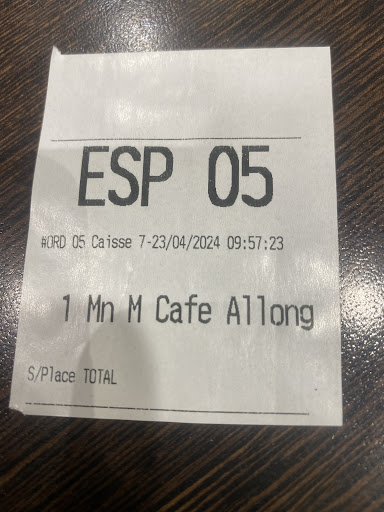 ESP 05
#ORD 05 Caisse 7-23/04/2024 09:57:23
1 Mn M Cafe Allong
S/Place TOTAL